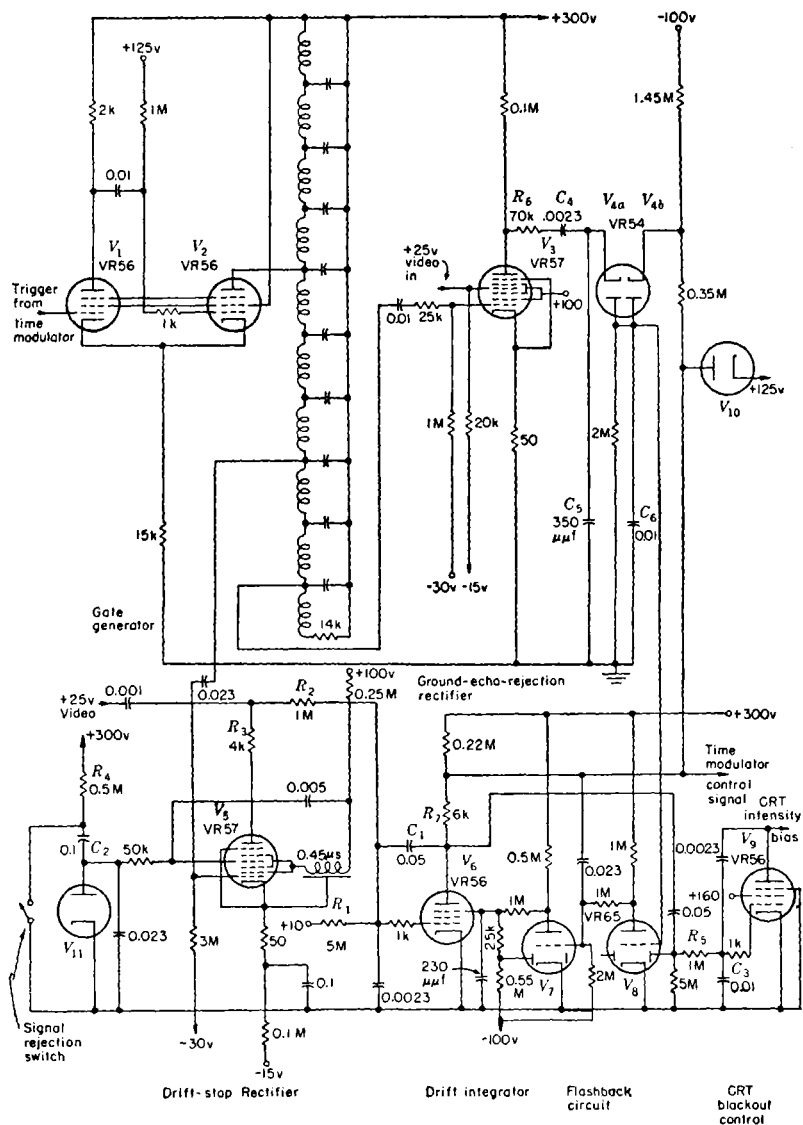 +300v
-100v
+125v
2k
1M
0.1M
1.45M
0.01
R6
70k
C4
.0023
V4a
V4b
VR54
V1
VR56
V2
VR56
+25v
video
in
V3
VR57
+100
Trigger
from
time
modulator
1k
0.01
25k
0.35M
V10
+125v
1M
20k
50
2M
C5
350
μμf
C6
0.01
15k
-30v
-15v
Gate
generator
14k
0.023
+100v
0.25M
Ground-echo-rejection
rectifier
+25v
Video
0.001
R2
1M
+300v
R3
4k
+300v
R4
0.5M
0.22M
Time
modulator
control
signal
0.005
R7
6k
CRT
intensity
bias
0.1
C2
50k
V5
VR57
C1
0.05
V6
VR56
0.5M
0.023
1M
0.0023
V9
VR56
0.45μs
1M
1M
VR65
+160
0.05
V11
0.023
3M
50
R1
+10
5M
1k
25k
R5
1M
1k
230
μμf
0.55
M
V7
2M
V8
5M
C3
0.01
0.1
0.0023
Signal
rejection
switch
-30v
0.1M
-15v
-100v
Drift-stop Rectifier
Drift integrator
Flashback
circuit
CRT
blackout
control